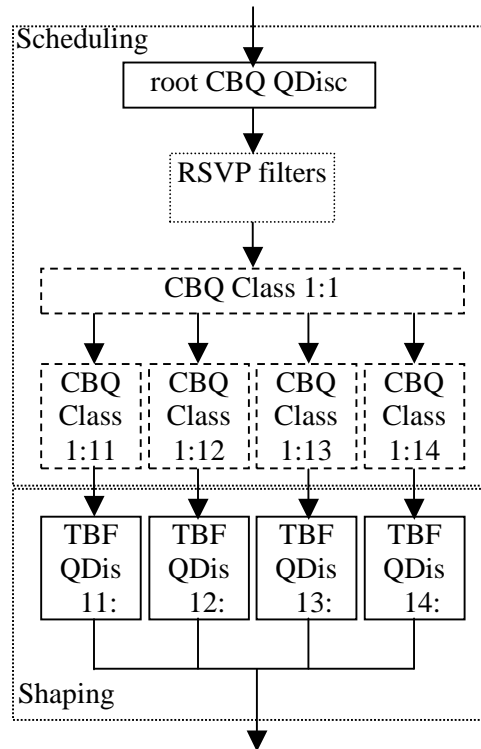 Scheduling
root CBQ QDisc
RSVP filters
CBQ Class 1:1
CBQ
Class
1:11
CBQ
Class
1:12
CBQ
Class
1:13
CBQ
Class
1:14
TBF
QDis
11:
TBF
QDis
12:
TBF
QDis
13:
TBF
QDis
14:
Shaping